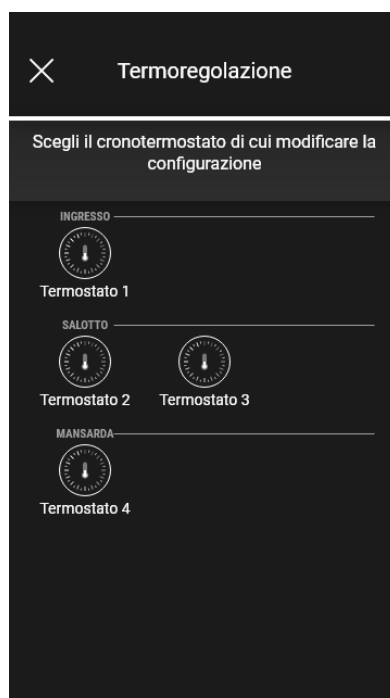 Termoregolazione
Scegli il cronotermostato di cui modificare la
configurazione
INGRESSO
Termostato 1
SALOTTO
Termostato 2 Termostato 3
MANSARDA
Termostato 4